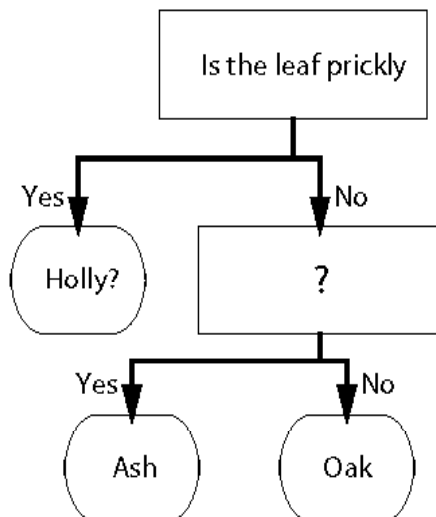 Is the leaf prickly
Yes
No
Holly?
?
Yes
No
Ash
Oak